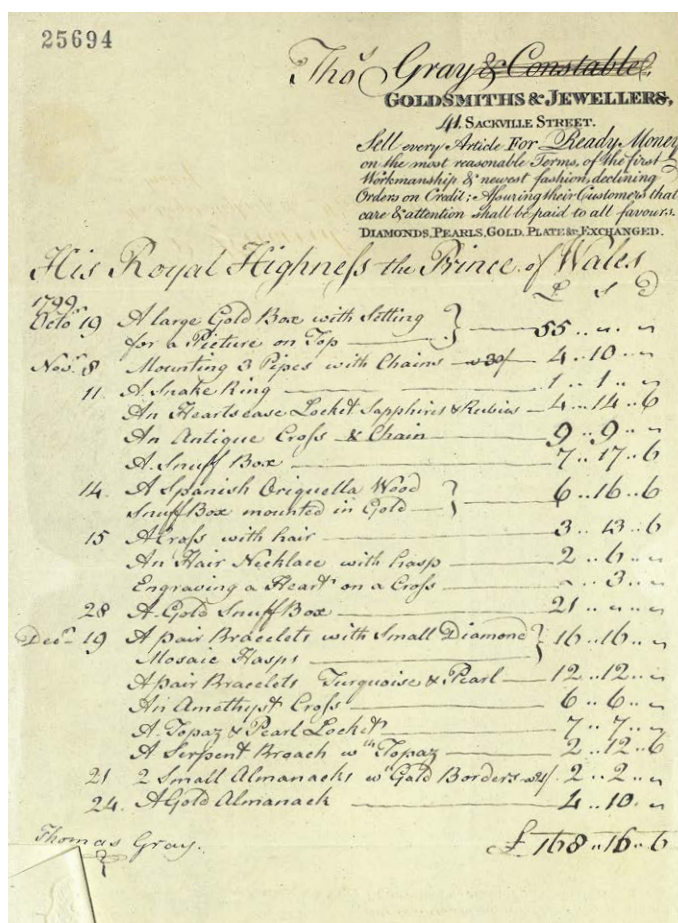 25694
Thos Gray & Constable,
GOLDSMITHS & JEWELLERS,
41 SACKVILLE STREET.
Sell every Article For Ready Money
on the most reasonable Terms, of the first
Workmanship & newest fashion, declining
Orders on Credit; Assuring their Customers that
care & attention shall be paid to all favours.
DIAMONDS, PEARLS, GOLD, PLATE &c EXCHANGED.
His Royal Highness the Prince of Wales
1799 £ S D
Octor 19 A large Gold Box with Setting
for a Picture on Top 55 .. " .. "
Novr 8 Mounting 3 Pipes with Chains 30/ 4 .. 10 .. "
11. A Snake Ring 1 .. 1 .. "
An Heartsease Locket Sapphires & Rubies 4 .. 14 .. 6
An Antique Cross & Chain 9 .. 9 .. "
A Snuff Box 7 .. 17 .. 6
14. A Spanish Oriquella Wood
Snuff Box mounted in Gold 6 .. 16 .. 6
15 A Cross with hair 3 .. 13 .. 6
An Hair Necklace with hasp 2 .. 6 .. "
Engraving a Heart on a Cross " .. 3 .. "
28 A Gold Snuff Box 21 .. " .. "
Decr 19 A pair Bracelets with Small Diamond
Mosaic Hasps 16 .. 16 .. "
A pair Bracelets Turquoise & Pearl 12 .. 12 .. "
An Amethyst Cross 6 .. 6 .. "
A Topaz & Pearl Locket 7 .. 7 .. "
A Serpent Broach wth Topaz 2 .. 12 .. 6
21 2 Small Almanacks wh Gold Borders 2 .. 2 .. "
24. A Gold Almanack 4 .. 10 .. "
Thomas Gray. £168 .. 16 .. 6